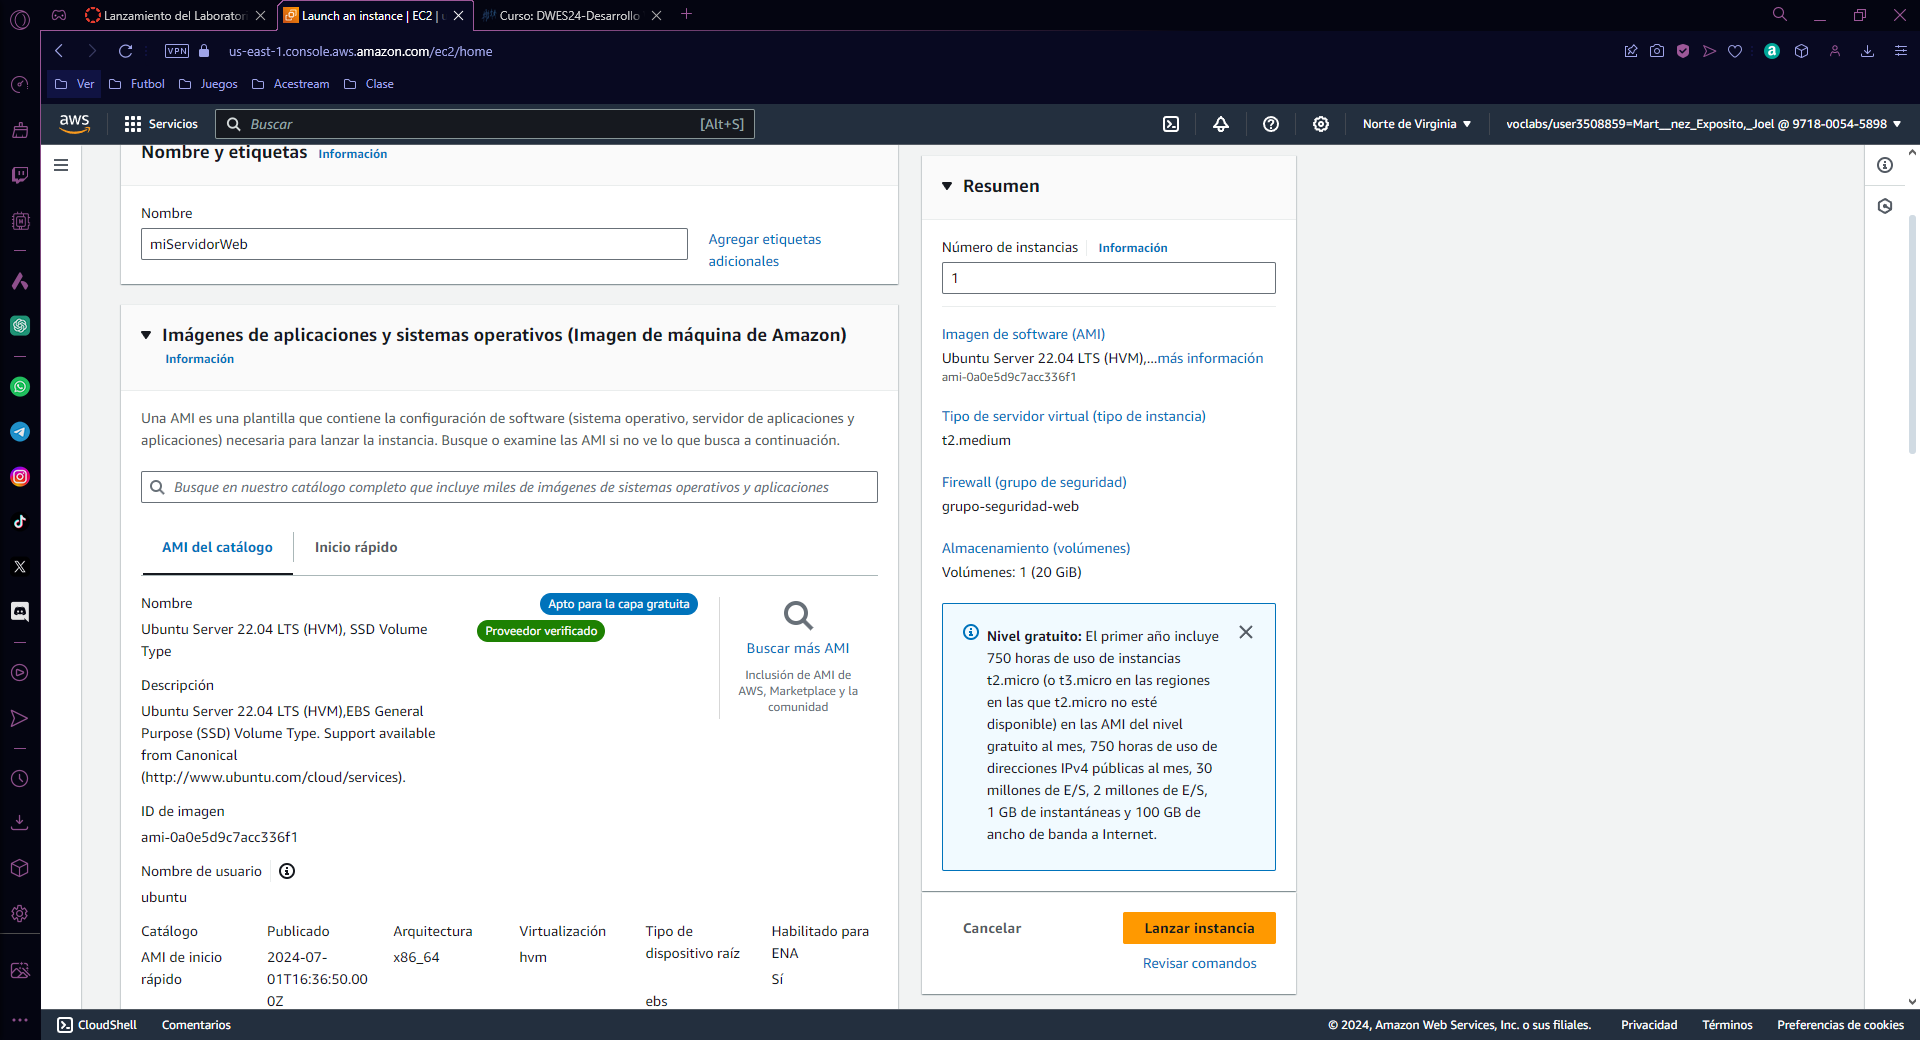 Lanzamiento del Laborator
Launch an instance | EC2 | u
Curso: DWES24-Desarrollo
VPN
us-east-1.console.aws.amazon.com/ec2/home
Ver
Futbol
Juegos
Acestream
Clase
aws
Servicios
Buscar
[Alt+S]
Norte de Virginia
voclabs/user3508859=Mart__nez_Exposito,_Joel @ 9718-0054-5898
Nombre y etiquetas
Información
Nombre
miServidorWeb
Agregar etiquetas
adicionales
Imágenes de aplicaciones y sistemas operativos (Imagen de máquina de Amazon)
Información
Una AMI es una plantilla que contiene la configuración de software (sistema operativo, servidor de aplicaciones y
aplicaciones) necesaria para lanzar la instancia. Busque o examine las AMI si no ve lo que busca a continuación.
Busque en nuestro catálogo completo que incluye miles de imágenes de sistemas operativos y aplicaciones
AMI del catálogo
Inicio rápido
Nombre
Apto para la capa gratuita
Ubuntu Server 22.04 LTS (HVM), SSD Volume
Type
Proveedor verificado
Descripción
Ubuntu Server 22.04 LTS (HVM),EBS General
Purpose (SSD) Volume Type. Support available
from Canonical
(http://www.ubuntu.com/cloud/services).
ID de imagen
ami-0a0e5d9c7acc336f1
Nombre de usuario
ubuntu
Buscar más AMI
Inclusión de AMI de
AWS, Marketplace y la
comunidad
Catálogo
AMI de inicio
rápido
Publicado
2024-07-
01T16:36:50.00
0Z
Arquitectura
x86_64
Virtualización
hvm
Tipo de
dispositivo raíz
ebs
Habilitado para
ENA
Sí
Resumen
Número de instancias
Información
1
Imagen de software (AMI)
Ubuntu Server 22.04 LTS (HVM),...más información
ami-0a0e5d9c7acc336f1
Tipo de servidor virtual (tipo de instancia)
t2.medium
Firewall (grupo de seguridad)
grupo-seguridad-web
Almacenamiento (volúmenes)
Volúmenes: 1 (20 GiB)
Nivel gratuito: El primer año incluye
750 horas de uso de instancias
t2.micro (o t3.micro en las regiones
en las que t2.micro no esté
disponible) en las AMI del nivel
gratuito al mes, 750 horas de uso de
direcciones IPv4 públicas al mes, 30
millones de E/S, 2 millones de E/S,
1 GB de instantáneas y 100 GB de
ancho de banda a Internet.
Cancelar
Lanzar instancia
Revisar comandos
CloudShell
Comentarios
© 2024, Amazon Web Services, Inc. o sus filiales.
Privacidad
Términos
Preferencias de cookies